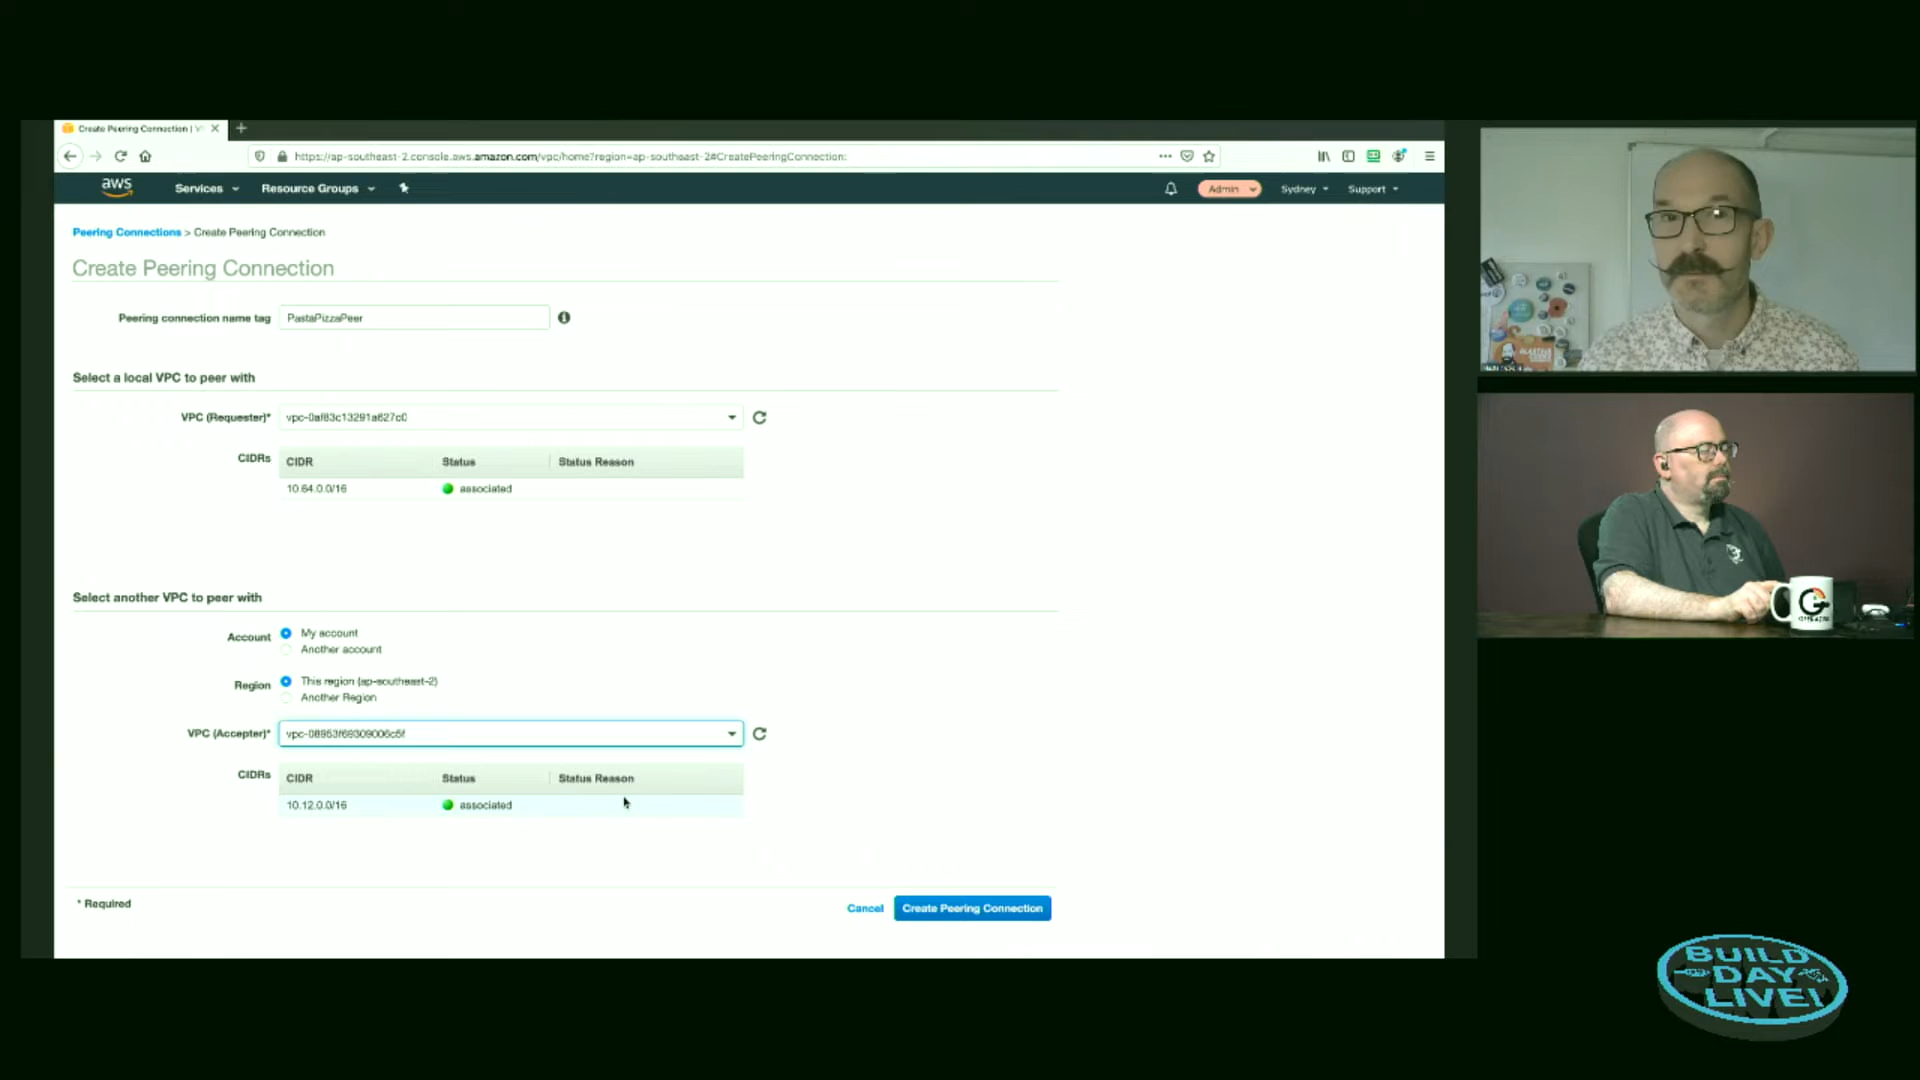 Create Peering Connection | V
https://ap-southeast-2.console.aws.amazon.com/vpc/home?region=ap-southeast-2#CreatePeeringConnection:
aws Services Resource Groups Admin Sydney Support
Peering Connections > Create Peering Connection
Create Peering Connection
Peering connection name tag PastaPizzaPeer
Select a local VPC to peer with
VPC (Requester)* vpc-0af83c13291a627c0
CIDRs CIDR Status Status Reason
10.64.0.0/16 associated
Select another VPC to peer with
Account My account
Another account
Region This region (ap-southeast-2)
Another Region
VPC (Accepter)* vpc-08953f69309006c5f
CIDRs CIDR Status Status Reason
10.12.0.0/16 associated
* Required
Cancel Create Peering Connection
BUILD
DAY
LIVE!